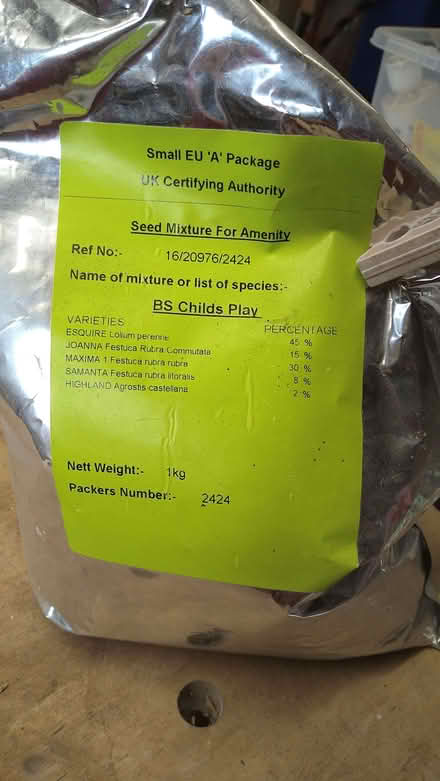 Small EU 'A' Package
UK Certifying Authority
Seed Mixture For Amenity
Ref No:- 16/20976/2424
Name of mixture or list of species:-
BS Childs Play
VARIETIES PERCENTAGE
ESQUIRE Lolium perenne 45 %
JOANNA Festuca Rubra Commutata 15 %
MAXIMA 1 Festuca rubra rubra 30 %
SAMANTA Festuca rubra litoralis 8 %
HIGHLAND Agrostis castellana 2 %
Nett Weight:- 1kg
Packers Number:- 2424